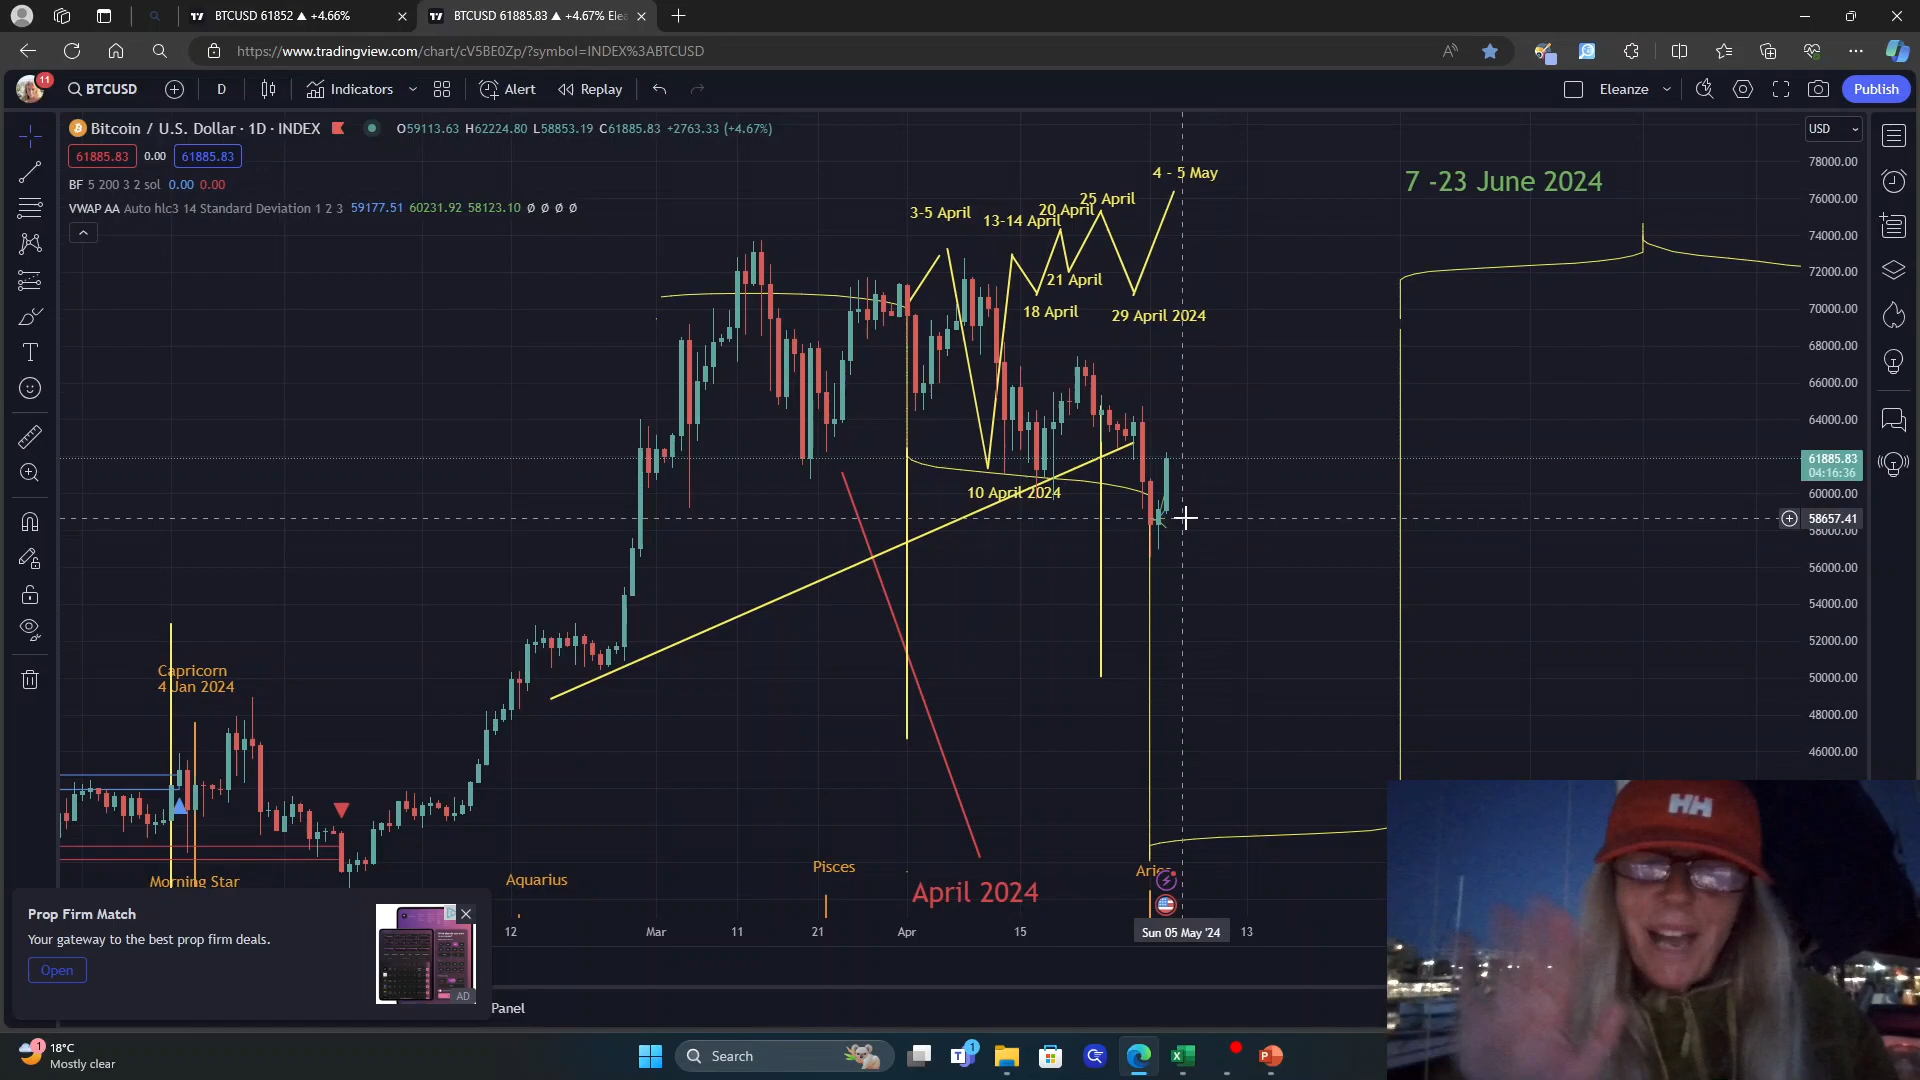 BTCUSD 61852 ▲ +4.66%
BTCUSD 61885.83 ▲ +4.67% Elea
https://www.tradingview.com/chart/cV5BE0Zp/?symbol=INDEX%3ABTCUSD
11
BTCUSD
D
Indicators
Alert
Replay
Eleanze
Publish
Bitcoin / U.S. Dollar · 1D · INDEX
O59113.63 H62224.80 L58853.19 C61885.83 +2763.33 (+4.67%)
USD
61885.83
0.00
61885.83
BF 5 200 3 2 sol 0.00 0.00
VWAP AA Auto hlc3 14 Standard Deviation 1 2 3 59177.51 60231.92 58123.10 Ø Ø Ø Ø
4 - 5 May
7 -23 June 2024
25 April
20 April
3-5 April
13-14 April
21 April
18 April
29 April 2024
10 April 2024
78000.00
76000.00
74000.00
72000.00
70000.00
68000.00
66000.00
64000.00
61885.83
04:16:36
60000.00
58657.41
58000.00
56000.00
54000.00
52000.00
50000.00
48000.00
46000.00
Capricorn
4 Jan 2024
Morning Star
Aquarius
Pisces
Aries
April 2024
12
Mar
11
21
Apr
15
Sun 05 May '24
13
Prop Firm Match
Your gateway to the best prop firm deals.
Open
AD
Panel
HH
1
18°C
Mostly clear
Search
1